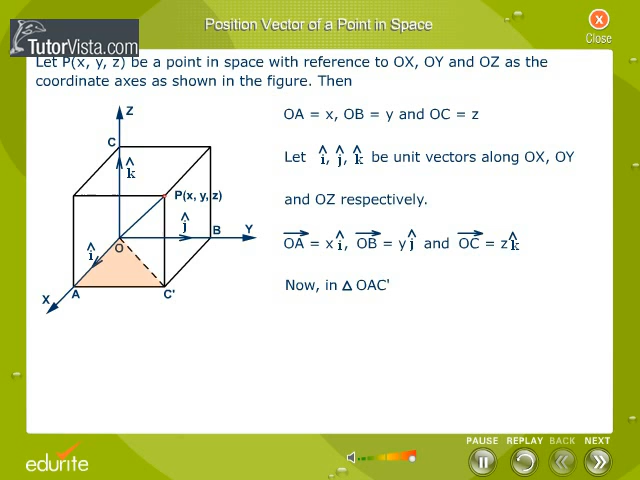 Position Vector of a Point in Space
Close
TutorVista.com
Let P(x, y, z) be a point in space with reference to OX, OY and OZ as the
coordinate axes as shown in the figure. Then
OA = x, OB = y and OC = z
Let î, ĵ, k̂ be unit vectors along OX, OY
and OZ respectively.
OA⃗ = x î, OB⃗ = y ĵ and OC⃗ = z k̂
Now, in Δ OAC'
Z
C
k̂
P(x, y, z)
ĵ
B
Y
O
î
X
A
C'
edurite
PAUSE REPLAY BACK NEXT